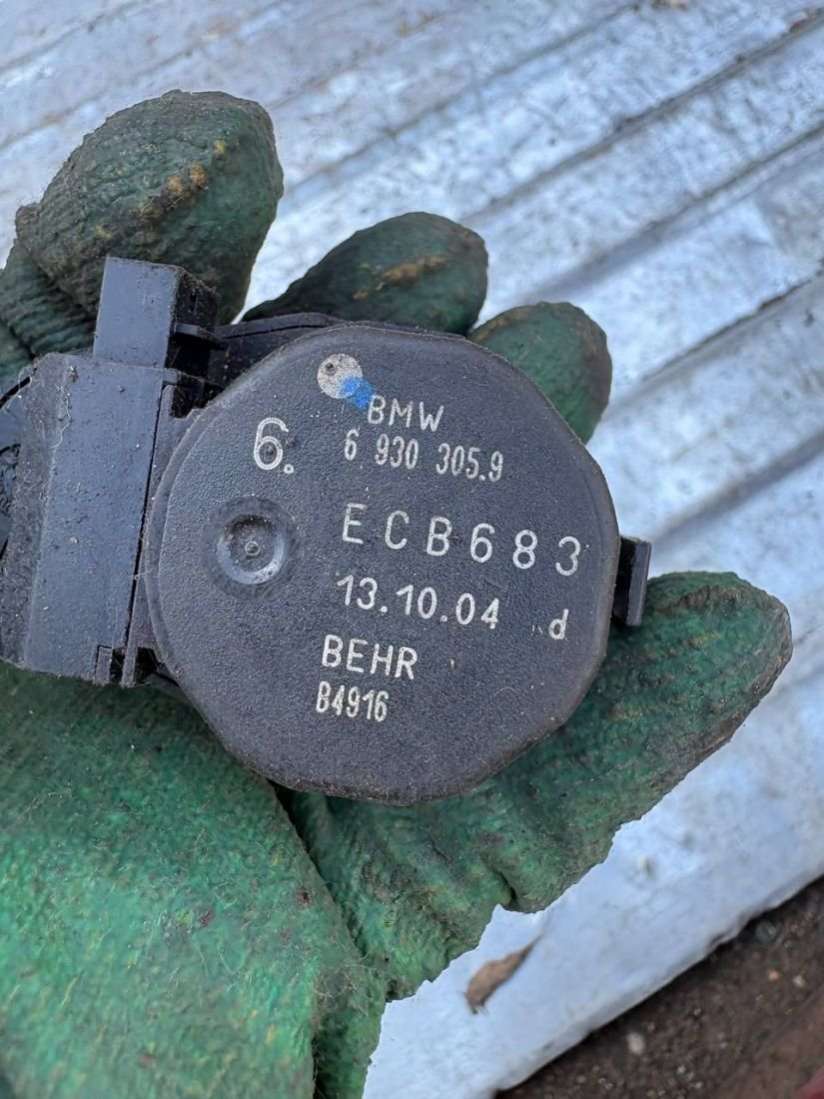 BMW
6.
6 930 305.9
ECB683
13.10.04 d
BEHR
B4916